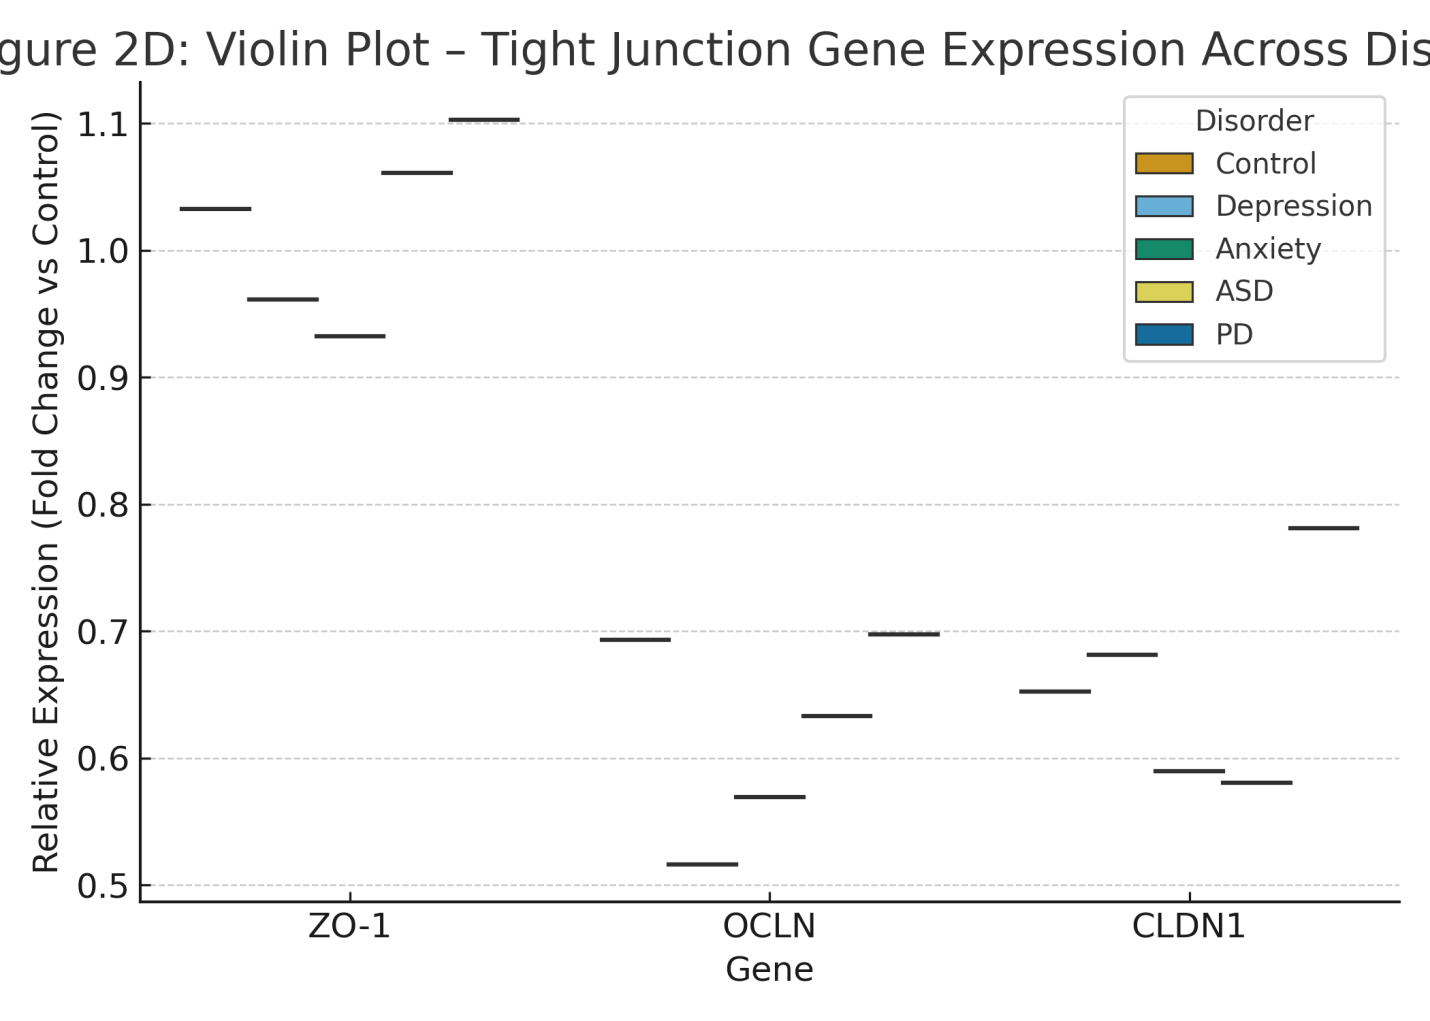 gure 2D: Violin Plot – Tight Junction Gene Expression Across Dis
Relative Expression (Fold Change vs Control)
1.1
1.0
0.9
0.8
0.7
0.6
0.5
Disorder
Control
Depression
Anxiety
ASD
PD
ZO-1 OCLN CLDN1
Gene